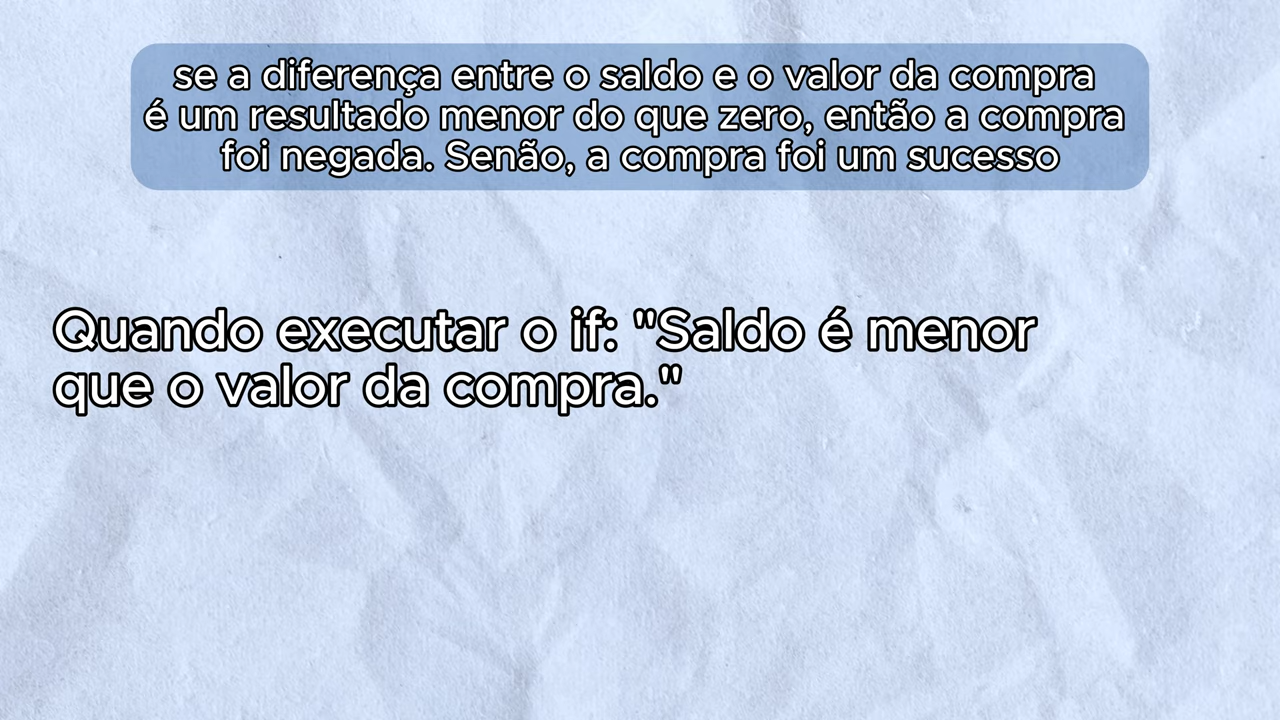 se a diferença entre o saldo e o valor da compra
é um resultado menor do que zero, então a compra
foi negada. Senão, a compra foi um sucesso
Quando executar o if: "Saldo é menor
que o valor da compra."